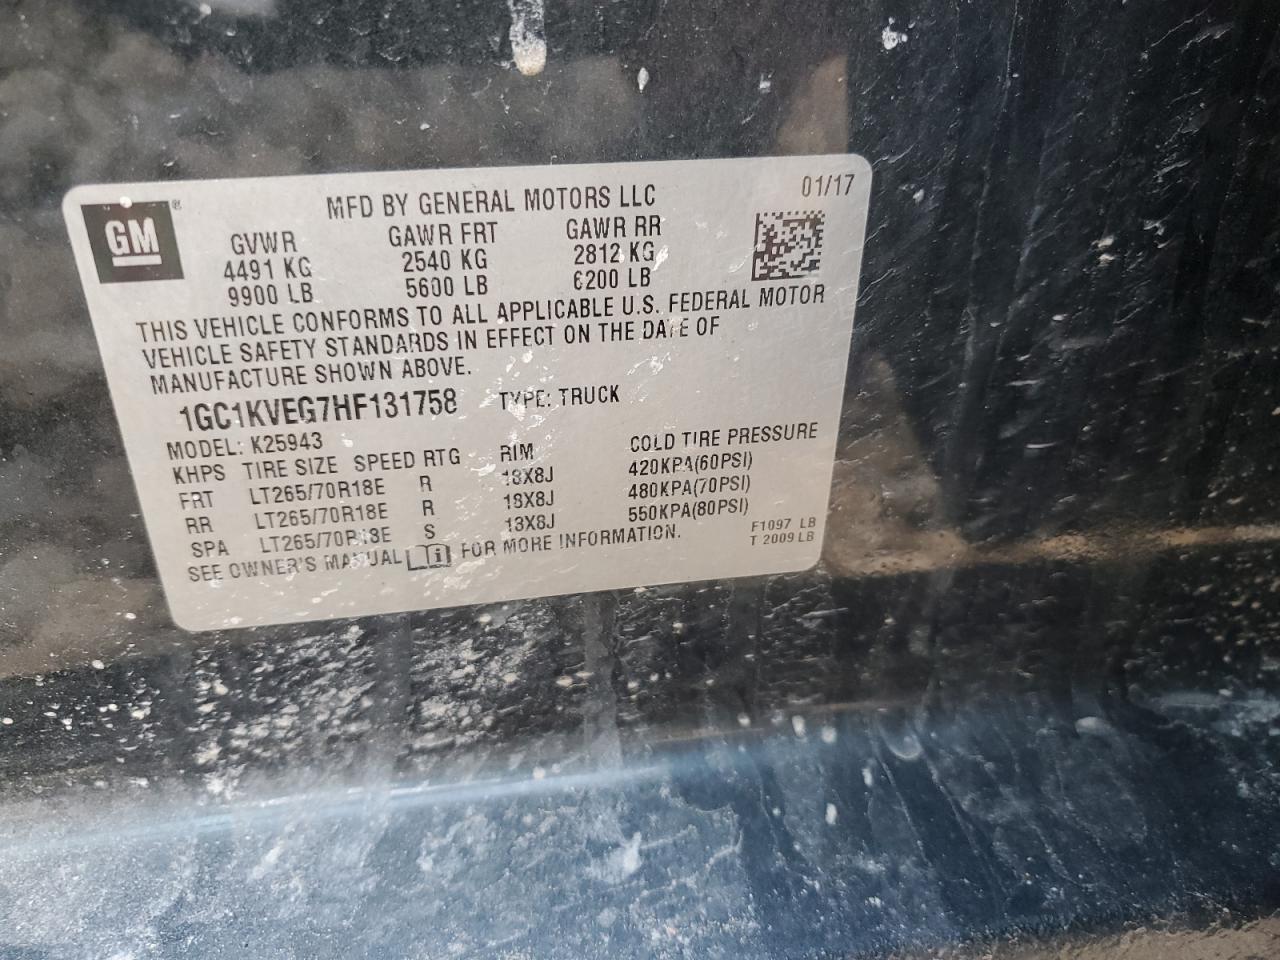 GM ®
MFD BY GENERAL MOTORS LLC 01/17
GVWR GAWR FRT GAWR RR
4491 KG 2540 KG 2812 KG
9900 LB 5600 LB 6200 LB
THIS VEHICLE CONFORMS TO ALL APPLICABLE U.S. FEDERAL MOTOR
VEHICLE SAFETY STANDARDS IN EFFECT ON THE DATE OF
MANUFACTURE SHOWN ABOVE.
1GC1KVEG7HF131758 TYPE: TRUCK
MODEL: K25943
KHPS TIRE SIZE SPEED RTG RIM COLD TIRE PRESSURE
FRT LT265/70R18E R 18X8J 420KPA(60PSI)
RR LT265/70R18E R 18X8J 480KPA(70PSI)
SPA LT265/70R18E S 18X8J 550KPA(80PSI)
SEE OWNER'S MANUAL FOR MORE INFORMATION.
F1097 LB
T 2009 LB